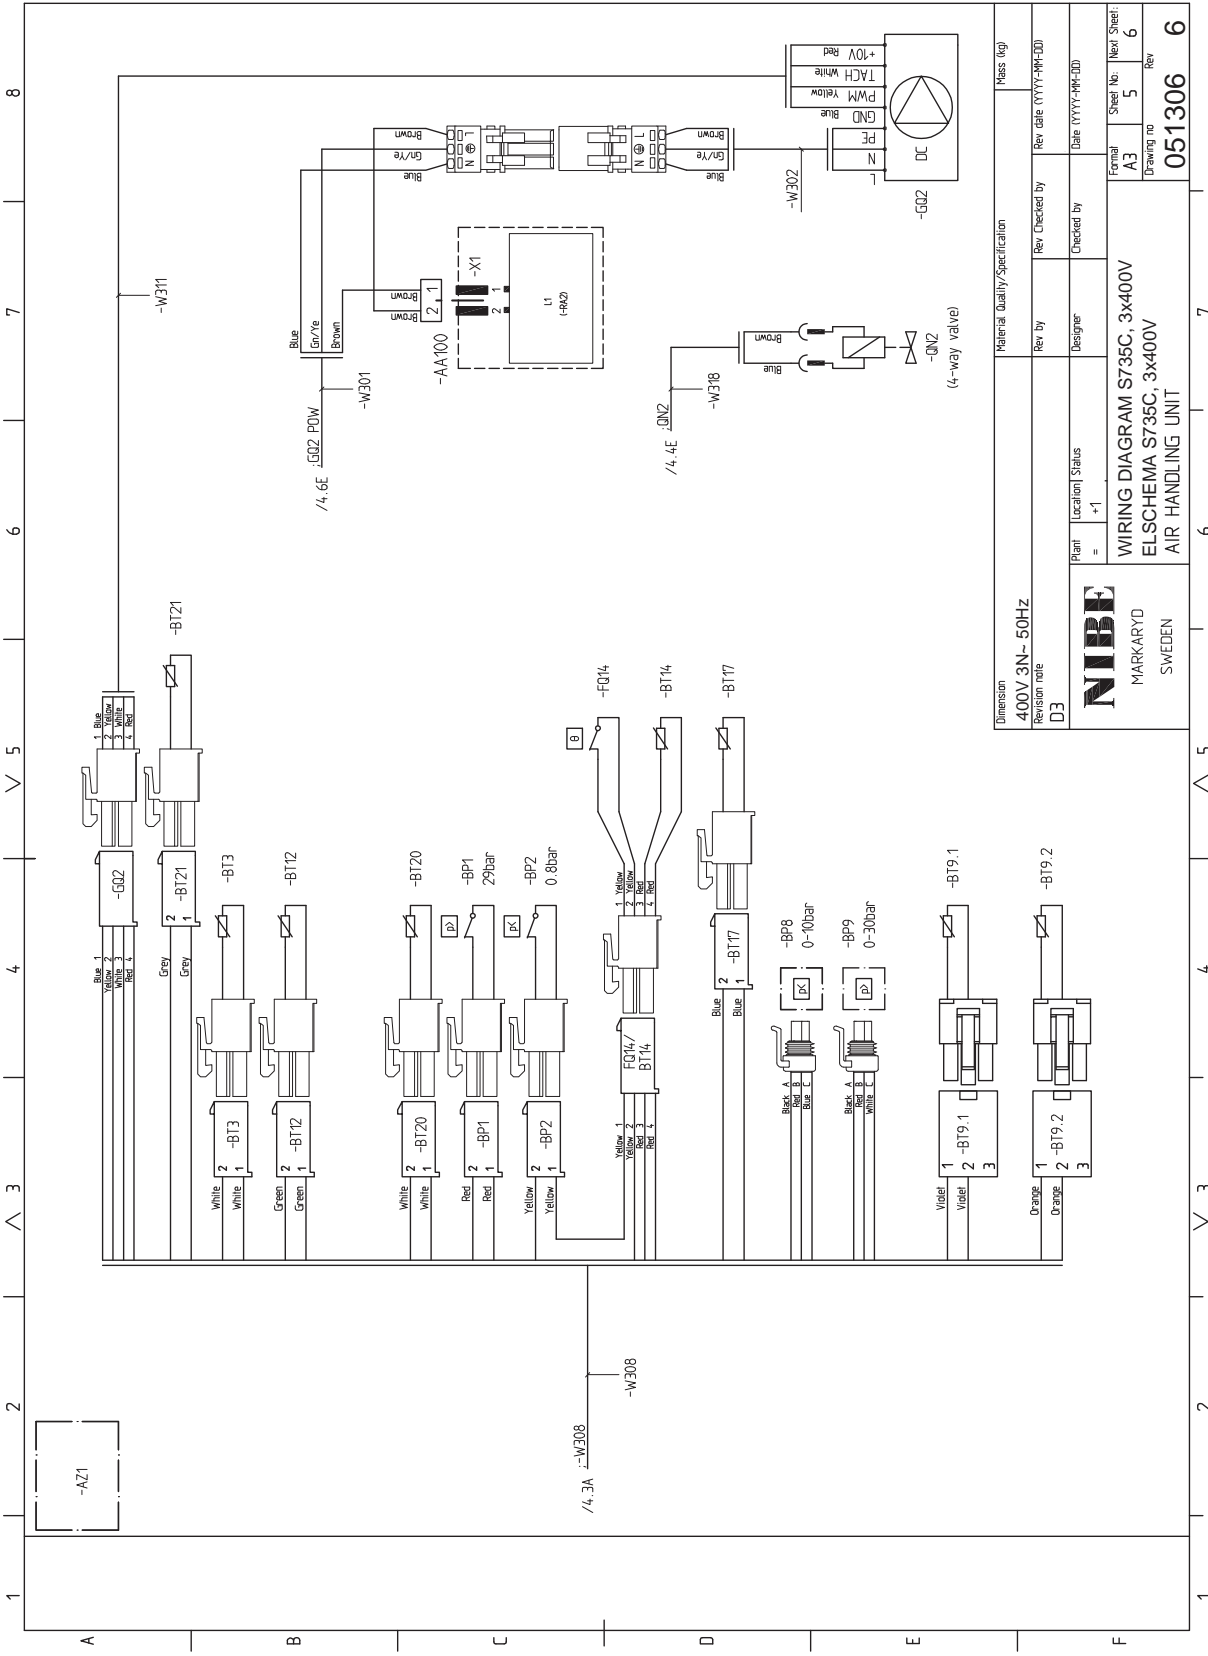 1 2 3 4 5 6 7 8
A
B
C
D
E
F
-AZ1
/4.3A :-W308
-W308
Blue 1
Yellow 2
White 3
Red 4
-GQ2
1 Blue
2 Yellow
3 White
4 Red
-W311
Grey 2
Grey 1
-BT21
-BT21
White 2
White 1
-BT3
-BT3
Green 2
Green 1
-BT12
-BT12
White 2
White 1
-BT20
-BT20
Red 2
Red 1
-BP1
p>
-BP1
29bar
Yellow 2
Yellow 1
-BP2
p<
-BP2
0.8bar
Yellow 1
Yellow 2
Red 3
Red 4
FQ14/
BT14
1 Yellow
2 Yellow
3 Red
4 Red
θ
-FQ14
-BT14
Blue 2
Blue 1
-BT17
-BT17
Black A
Red B
Blue C
p<
-BP8
0-10bar
Black A
Red B
White C
p>
-BP9
0-30bar
Violet 1
Violet 2
3
-BT9.1
-BT9.1
Orange 1
Orange 2
3
-BT9.2
-BT9.2
/4.6E :GQ2 POW
-W301
Blue
Gn/Ye
Brown
-AA100
Brown 2
Brown 1
-X1
2 1
L1
(-RA2)
Blue
Gn/Ye
Brown
N L
N L
Blue
Gn/Ye
Brown
-W302
L
N
PE
GND Blue
PWM Yellow
TACH White
+10V Red
DC
-GQ2
/4.4E :QN2
-W318
Blue
Brown
-QN2
(4-way valve)
Dimension
400V 3N~ 50Hz
Material Quality/Specification
Mass (kg)
Revision note
D3
Rev by
Rev Checked by
Rev date (YYYY-MM-DD)
Plant
=
Location
+1
Status
Designer
Checked by
Date (YYYY-MM-DD)
NIBE
MARKARYD
SWEDEN
WIRING DIAGRAM S735C, 3x400V
ELSCHEMA S735C, 3x400V
AIR HANDLING UNIT
Format
A3
Sheet No:
5
Next Sheet:
6
Drawing no
051306
Rev
6
1 2 3 4 5 6 7